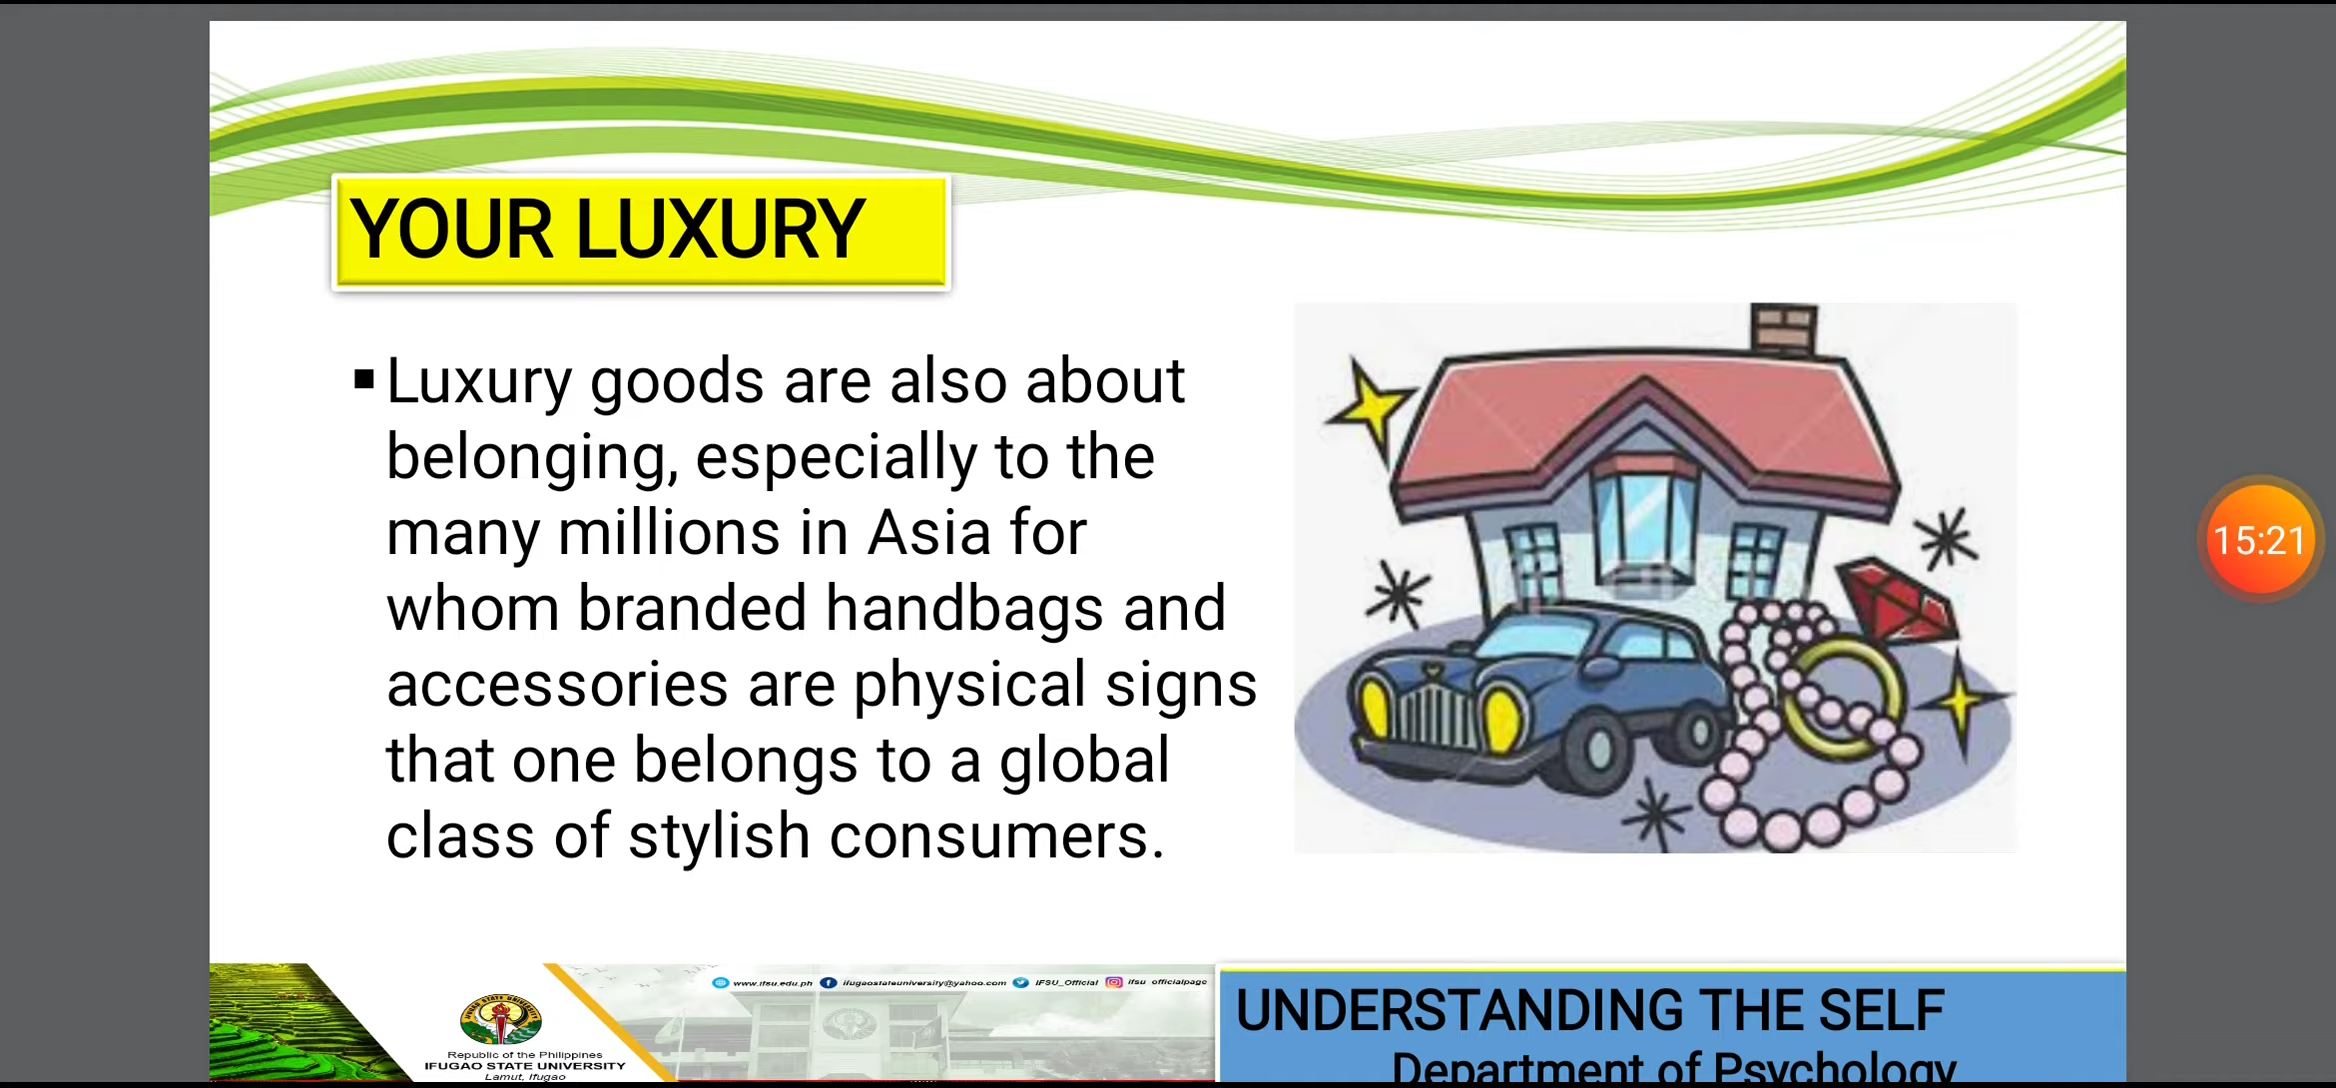 YOUR LUXURY
▪Luxury goods are also about
belonging, especially to the
many millions in Asia for
whom branded handbags and
accessories are physical signs
that one belongs to a global
class of stylish consumers.
15:21
www.ifsu.edu.ph ifugaostateuniversity@yahoo.com IFSU_Official ifsu officialpage
Republic of the Philippines
IFUGAO STATE UNIVERSITY
Lamut, Ifugao
UNDERSTANDING THE SELF
Department of Psychology